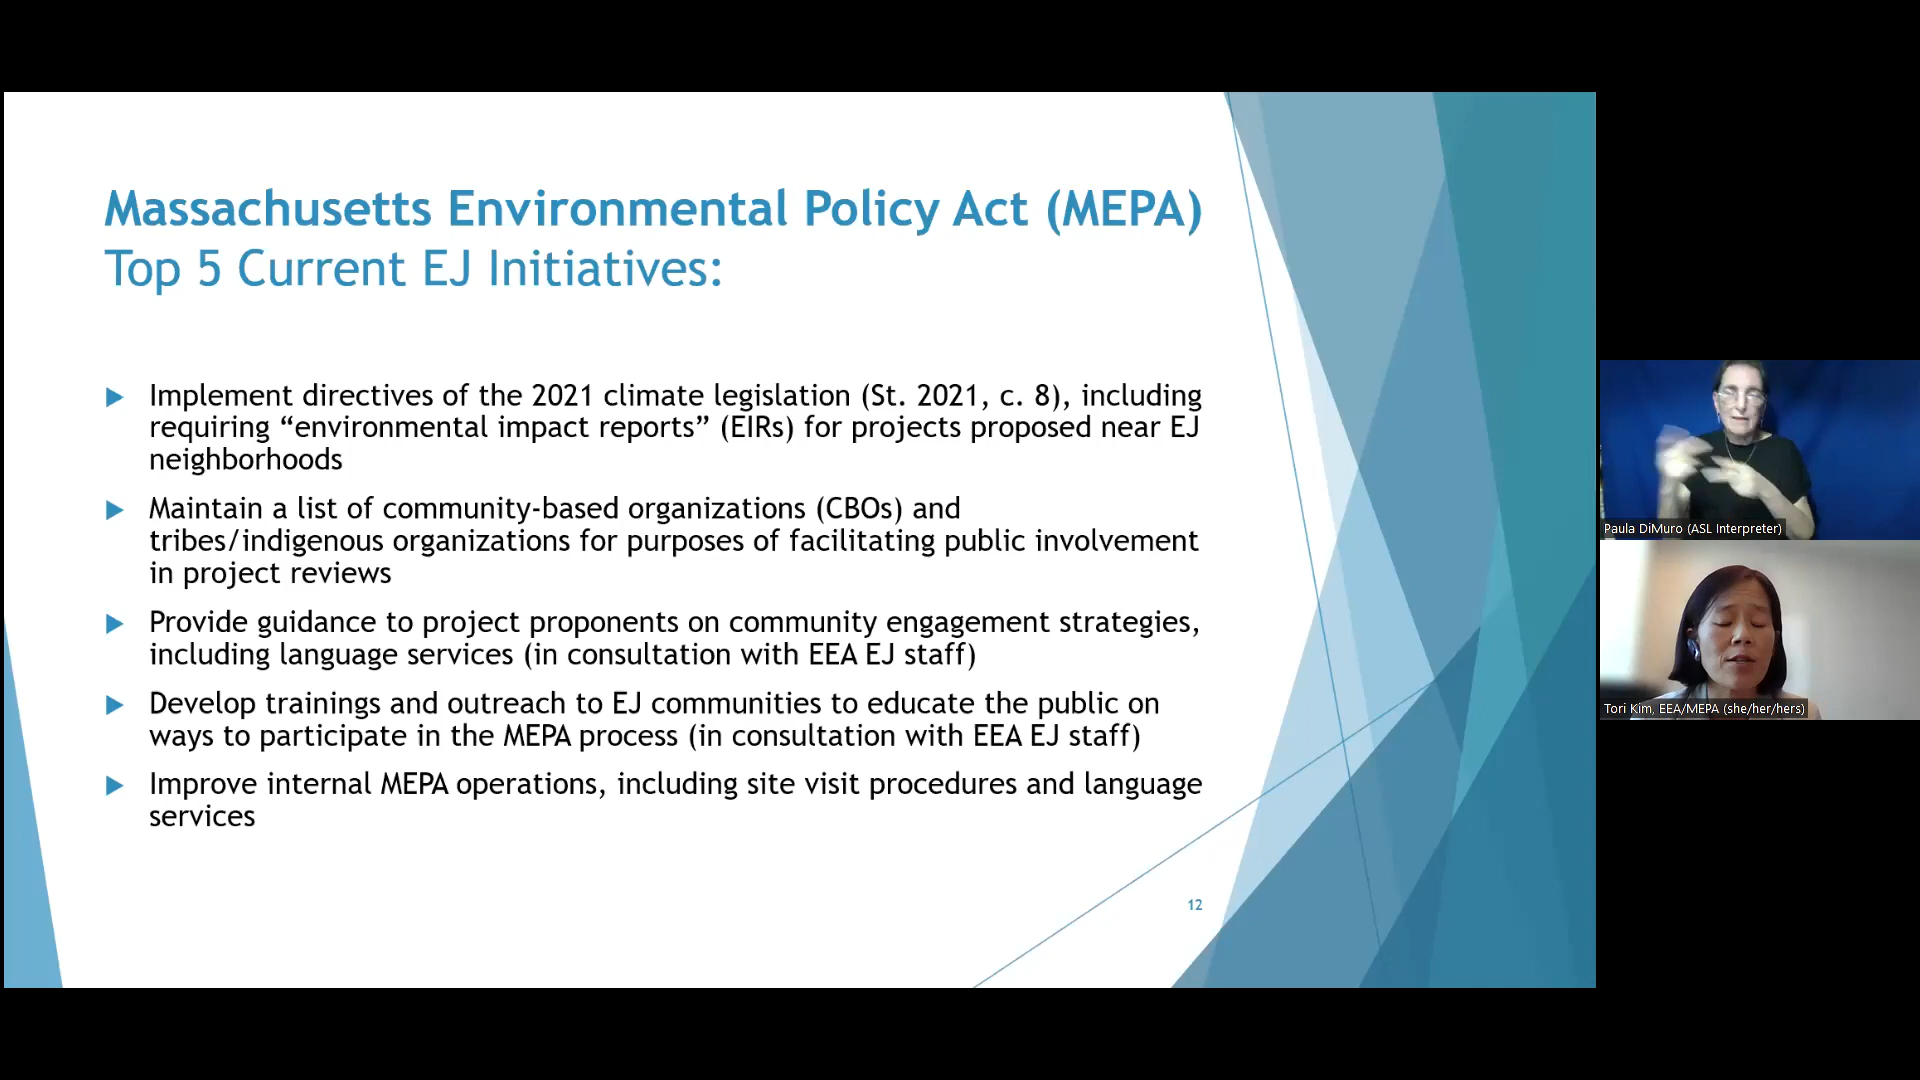 Massachusetts Environmental Policy Act (MEPA)
Top 5 Current EJ Initiatives:
Implement directives of the 2021 climate legislation (St. 2021, c. 8), including
requiring “environmental impact reports” (EIRs) for projects proposed near EJ
neighborhoods
Maintain a list of community-based organizations (CBOs) and
tribes/indigenous organizations for purposes of facilitating public involvement
in project reviews
Provide guidance to project proponents on community engagement strategies,
including language services (in consultation with EEA EJ staff)
Develop trainings and outreach to EJ communities to educate the public on
ways to participate in the MEPA process (in consultation with EEA EJ staff)
Improve internal MEPA operations, including site visit procedures and language
services
12
Paula DiMuro (ASL Interpreter)
Tori Kim, EEA/MEPA (she/her/hers)